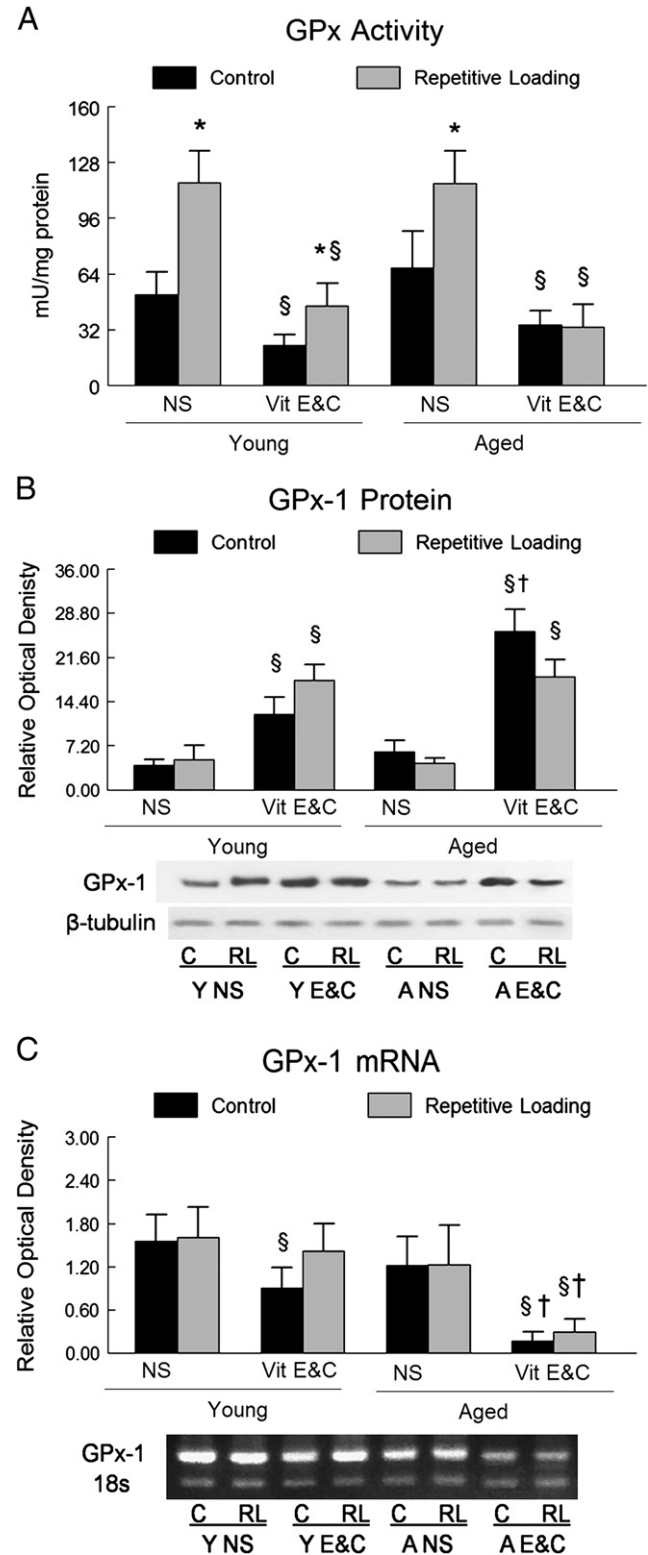 A
GPx Activity
Control Repetitive Loading
mU/mg protein
160
128
96
64
32
0
* * § * § § §
NS Vit E&C NS Vit E&C
Young Aged
B
GPx-1 Protein
Control Repetitive Loading
Relative Optical Denisty
36.00
28.80
21.60
14.40
7.20
0.00
§ § §† §
NS Vit E&C NS Vit E&C
Young Aged
GPx-1
β-tubulin
C RL C RL C RL C RL
Y NS Y E&C A NS A E&C
C
GPx-1 mRNA
Control Repetitive Loading
Relative Optical Density
3.00
2.40
1.80
1.20
0.60
0.00
§ §† §†
NS Vit E&C NS Vit E&C
Young Aged
GPx-1
18s
C RL C RL C RL C RL
Y NS Y E&C A NS A E&C